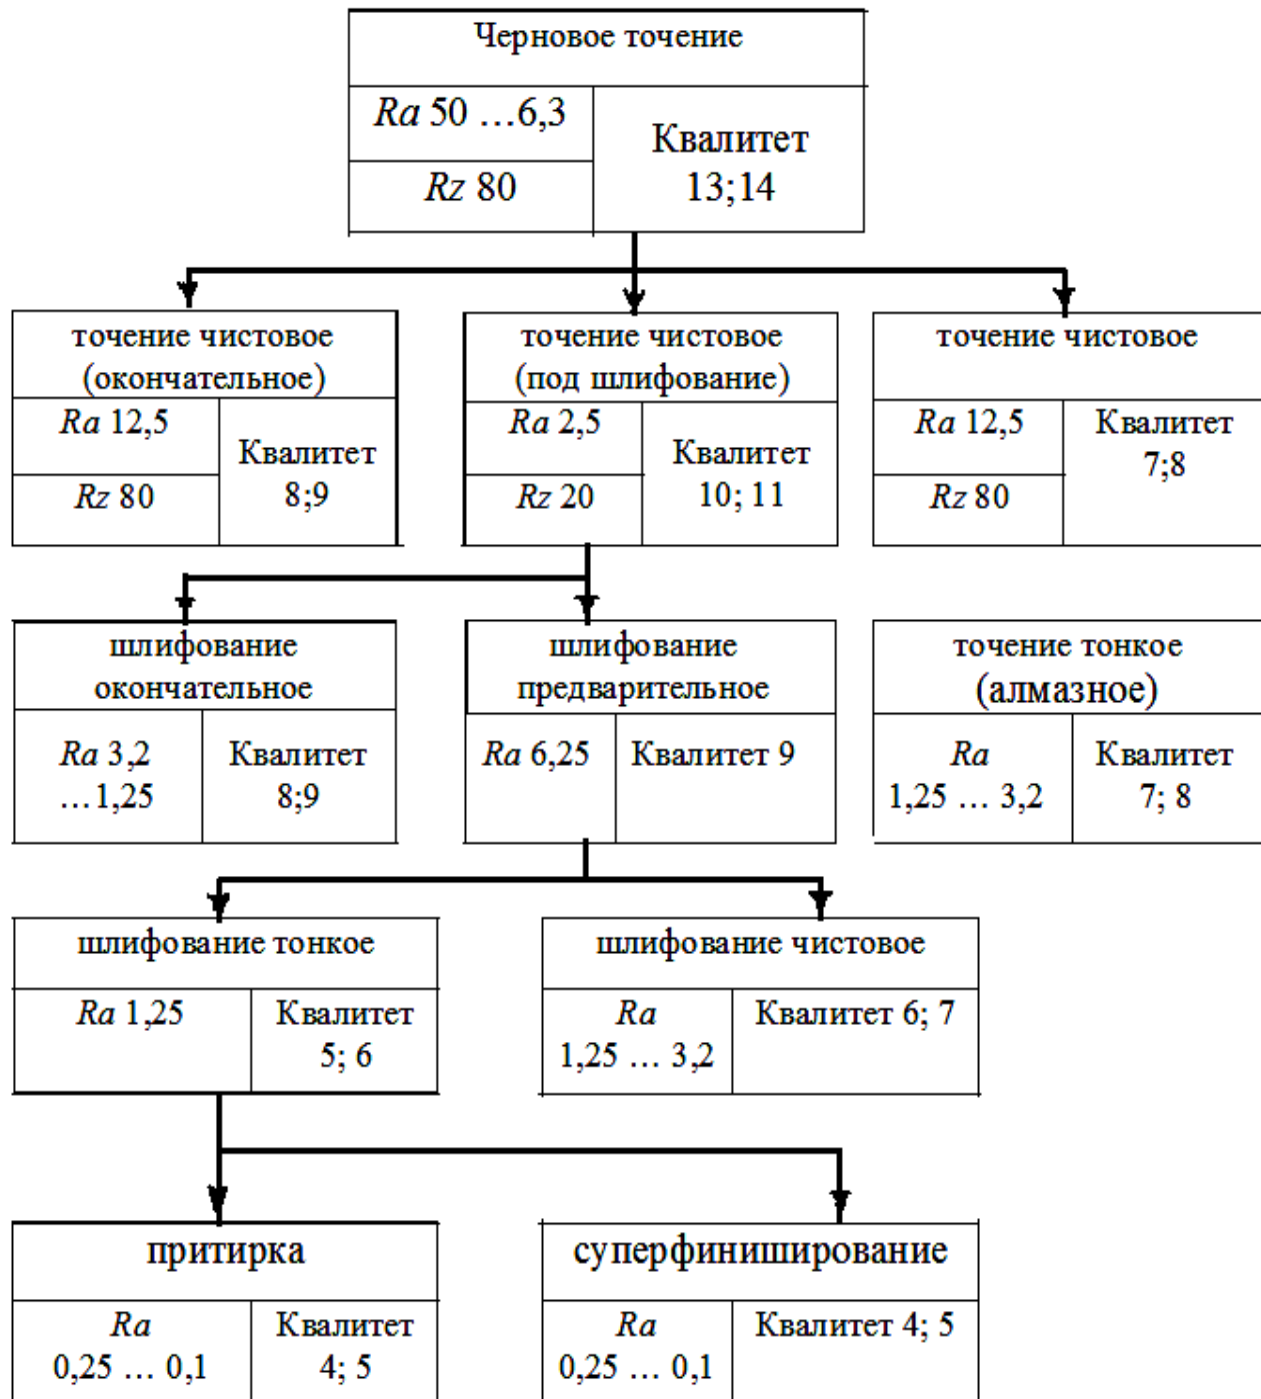 Черновое точение
Ra 50 …6,3
Rz 80
Квалитет
13;14
точение чистовое
(окончательное)
Ra 12,5
Rz 80
Квалитет
8;9
точение чистовое
(под шлифование)
Ra 2,5
Rz 20
Квалитет
10; 11
точение чистовое
Ra 12,5
Rz 80
Квалитет
7;8
шлифование
окончательное
Ra 3,2
…1,25
Квалитет
8;9
шлифование
предварительное
Ra 6,25
Квалитет 9
точение тонкое
(алмазное)
Ra
1,25 … 3,2
Квалитет
7; 8
шлифование тонкое
Ra 1,25
Квалитет
5; 6
шлифование чистовое
Ra
1,25 … 3,2
Квалитет 6; 7
притирка
Ra
0,25 … 0,1
Квалитет
4; 5
суперфиниширование
Ra
0,25 … 0,1
Квалитет 4; 5